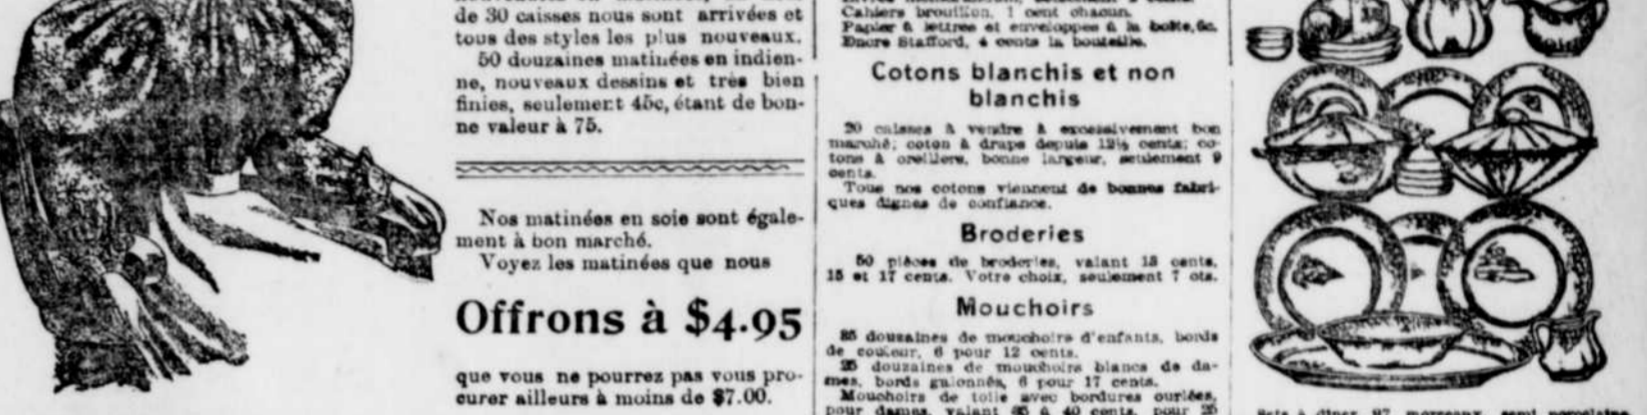 de 30 caisses nous sont arrivées et
tous des styles les plus nouveaux.
50 douzaines matinées en indien-
ne, nouveaux dessins et très bien
finies, seulement 45c, étant de bon-
ne valeur à 75.
Nos matinées en soie sont égale-
ment à bon marché.
Voyez les matinées que nous
Offrons à $4.95
que vous ne pourrez pas vous pro-
curer ailleurs à moins de $7.00.
Cahiers brouillon, 1 cent chacun.
Papier à lettres et enveloppes à la boîte, 5c.
Encre Stafford, 4 cents la bouteille.
Cotons blanchis et non
blanchis
20 caisses à vendre à excessivement bon
marché; coton à draps depuis 12½ cents; co-
tons à oreillers, bonne largeur, seulement 9
cents.
Tous nos cotons viennent de bonnes fabri-
ques dignes de confiance.
Broderies
50 pièces de broderies, valant 13 cents,
15 et 17 cents. Votre choix, seulement 7 cts.
Mouchoirs
85 douzaines de mouchoirs d'enfants, bords
de couleur, 6 pour 12 cents.
25 douzaines de mouchoirs blancs de da-
mes, bords galonnés, 6 pour 17 cents.
Mouchoirs de toile avec bordures ourlées,
pour dames, valant 40 cents, pour 25
Sets à dîner, 97 morceaux,